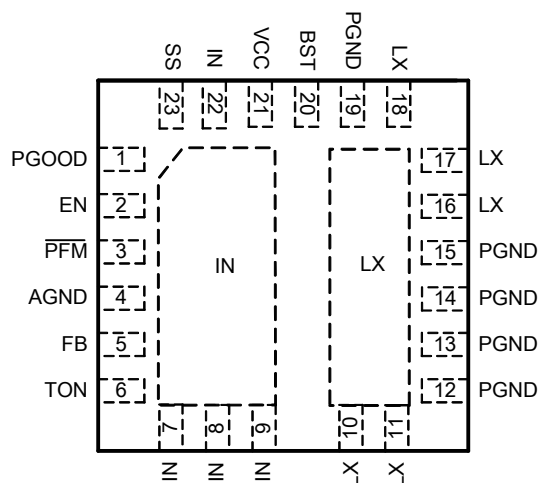 SS
IN
VCC
BST
PGND
LX
23
22
21
20
19
18
PGOOD 1
EN 2
PFM 3
AGND 4
FB 5
TON 6
IN
LX
17 LX
16 LX
15 PGND
14 PGND
13 PGND
12 PGND
7
8
9
10
11
IN
IN
IN
LX
LX